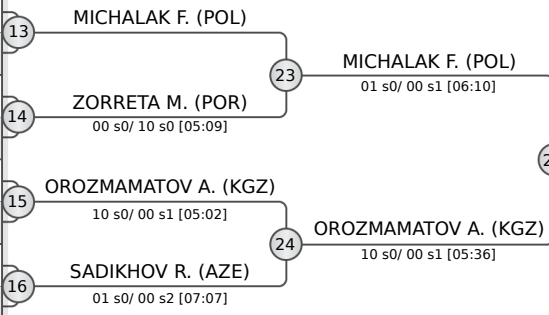 13
MICHALAK F. (POL)
23
MICHALAK F. (POL)
01 s0/ 00 s1 [06:10]
14
ZORRETA M. (POR)
00 s0/ 10 s0 [05:09]
15
OROZMAMATOV A. (KGZ)
10 s0/ 00 s1 [05:02]
24
OROZMAMATOV A. (KGZ)
10 s0/ 00 s1 [05:36]
16
SADIKHOV R. (AZE)
01 s0/ 00 s2 [07:07]